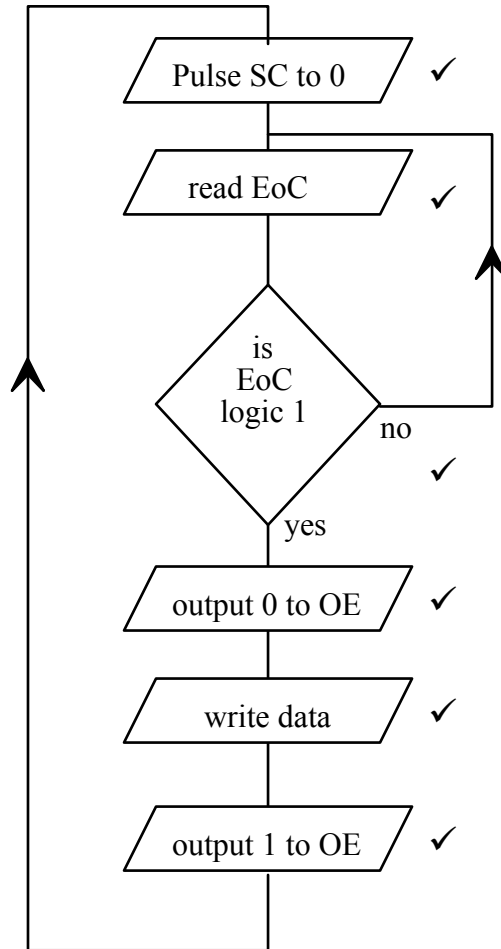 Pulse SC to 0 ✓
read EoC ✓
is
EoC
logic 1
no
✓
yes
output 0 to OE ✓
write data ✓
output 1 to OE ✓